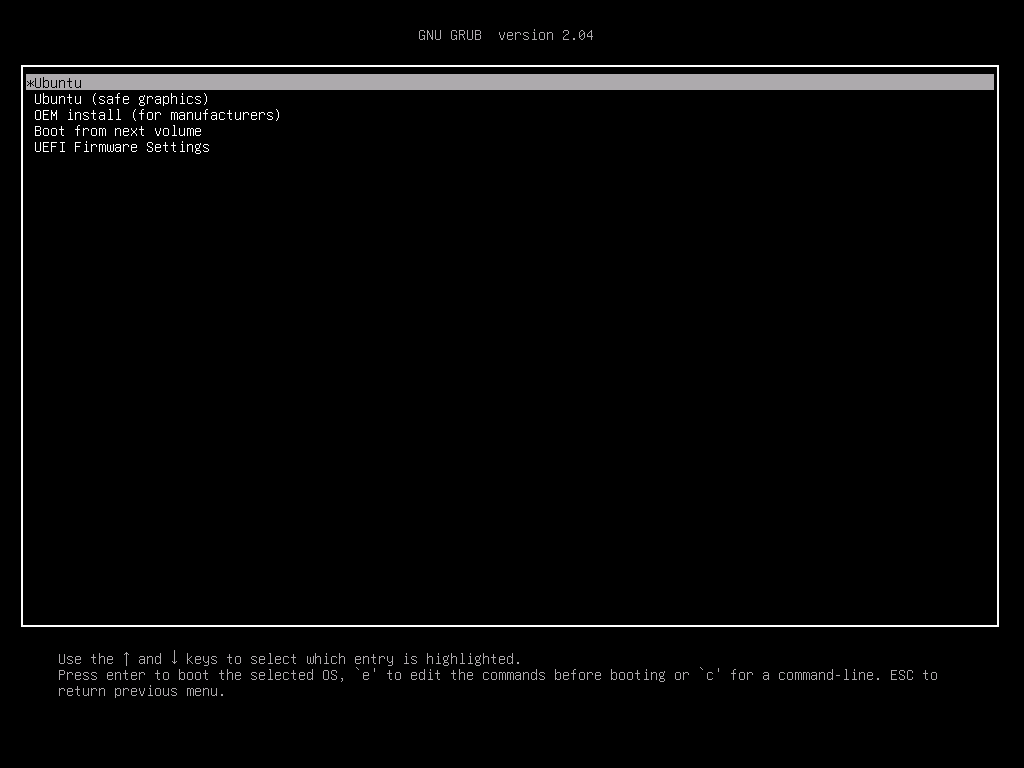 GNU GRUB  version 2.04
*Ubuntu
Ubuntu (safe graphics)
OEM install (for manufacturers)
Boot from next volume
UEFI Firmware Settings
Use the ↑ and ↓ keys to select which entry is highlighted.
Press enter to boot the selected OS, `e' to edit the commands before booting or `c' for a command-line. ESC to
return previous menu.